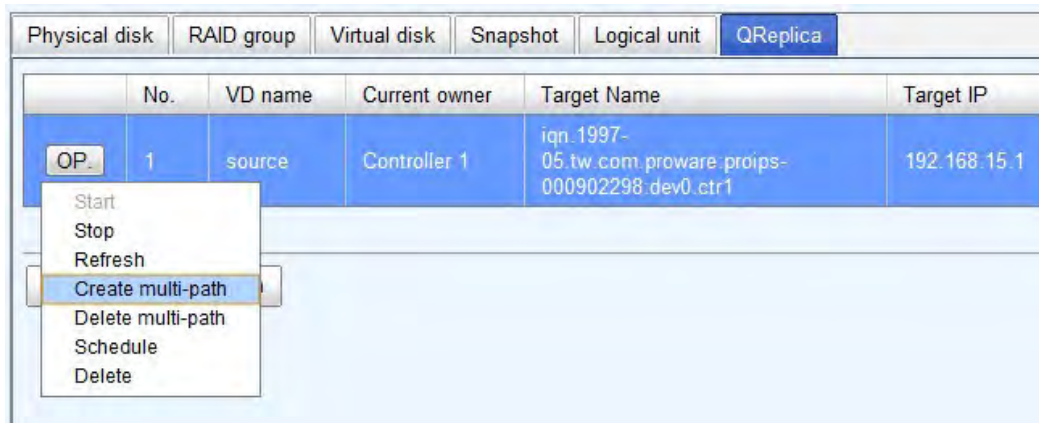 Physical disk RAID group Virtual disk Snapshot Logical unit QReplica
No. VD name Current owner Target Name Target IP
OP. 1 source Controller 1 iqn.1997-05.tw.com.proware.proips-000902298.dev0.ctr1 192.168.15.1
Start
Stop
Refresh
Create multi-path
Delete multi-path
Schedule
Delete